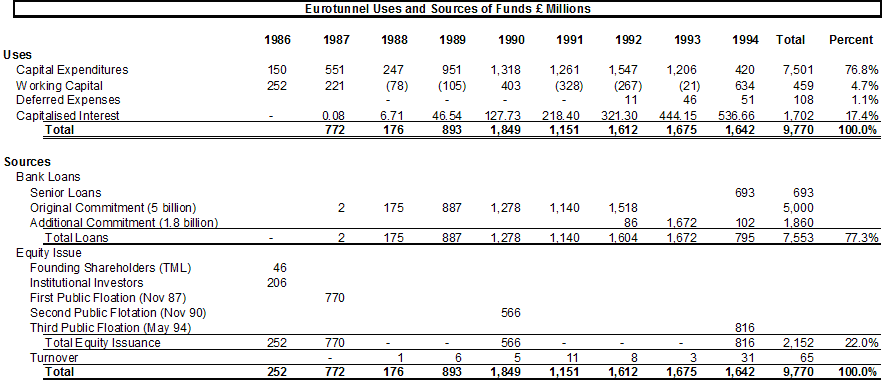 Eurotunnel Uses and Sources of Funds £ Millions
1986 1987 1988 1989 1990 1991 1992 1993 1994 Total Percent
Uses
Capital Expenditures 150 551 247 951 1,318 1,261 1,547 1,206 420 7,501 76.8%
Working Capital 252 221 (78) (105) 403 (328) (267) (21) 634 459 4.7%
Deferred Expenses - - - - 11 46 51 108 1.1%
Capitalised Interest - 0.08 6.71 46.54 127.73 218.40 321.30 444.15 536.66 1,702 17.4%
Total 772 176 893 1,849 1,151 1,612 1,675 1,642 9,770 100.0%
Sources
Bank Loans
Senior Loans 693 693
Original Commitment (5 billion) 2 175 887 1,278 1,140 1,518 5,000
Additional Commitment (1.8 billion) 86 1,672 102 1,860
Total Loans - 2 175 887 1,278 1,140 1,604 1,672 795 7,553 77.3%
Equity Issue
Founding Shareholders (TML) 46
Institutional Investors 206
First Public Floation (Nov 87) 770
Second Public Flotation (Nov 90) 566
Third Public Floation (May 94) 816
Total Equity Issuance 252 770 - - 566 - - - 816 2,152 22.0%
Turnover - 1 6 5 11 8 3 31 65
Total 252 772 176 893 1,849 1,151 1,612 1,675 1,642 9,770 100.0%